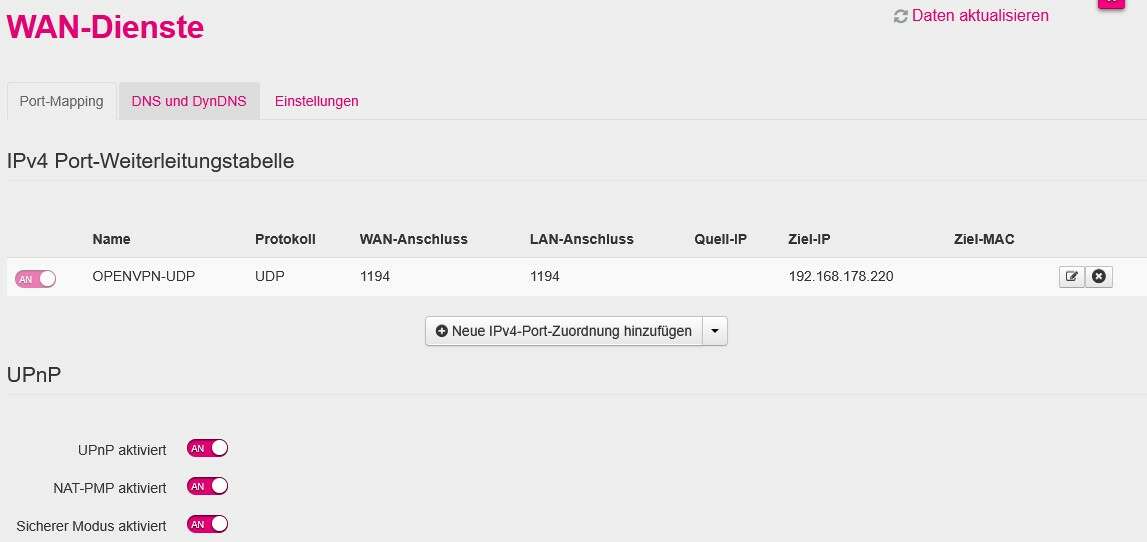 WAN-Dienste
Daten aktualisieren
Port-Mapping DNS und DynDNS Einstellungen
IPv4 Port-Weiterleitungstabelle
Name Protokoll WAN-Anschluss LAN-Anschluss Quell-IP Ziel-IP Ziel-MAC
AN OPENVPN-UDP UDP 1194 1194 192.168.178.220
Neue IPv4-Port-Zuordnung hinzufügen
UPnP
UPnP aktiviert AN
NAT-PMP aktiviert AN
Sicherer Modus aktiviert AN